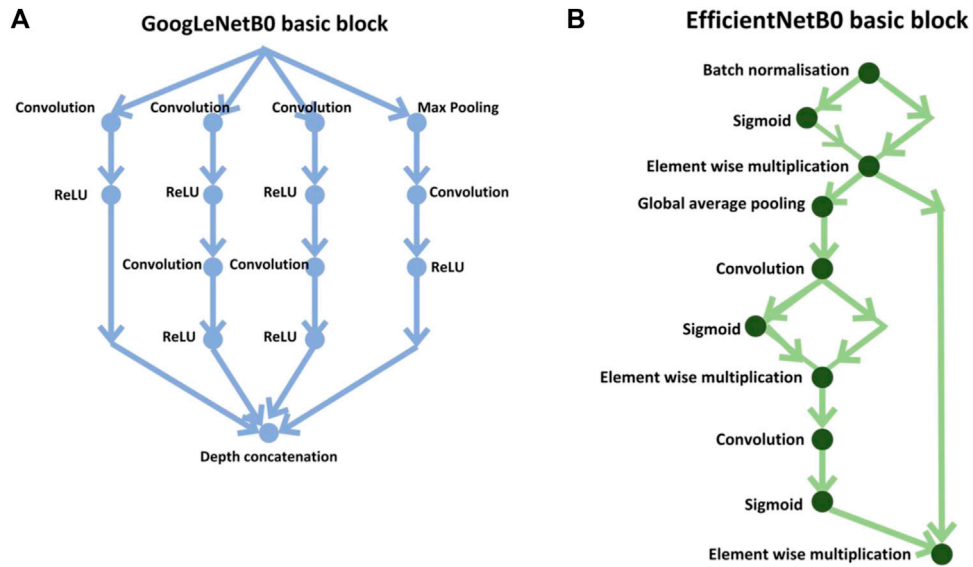 A
GoogLeNetB0 basic block
Convolution
Convolution
Convolution
Max Pooling
ReLU
ReLU
ReLU
Convolution
Convolution
Convolution
ReLU
ReLU
ReLU
Depth concatenation
B
EfficientNetB0 basic block
Batch normalisation
Sigmoid
Element wise multiplication
Global average pooling
Convolution
Sigmoid
Element wise multiplication
Convolution
Sigmoid
Element wise multiplication